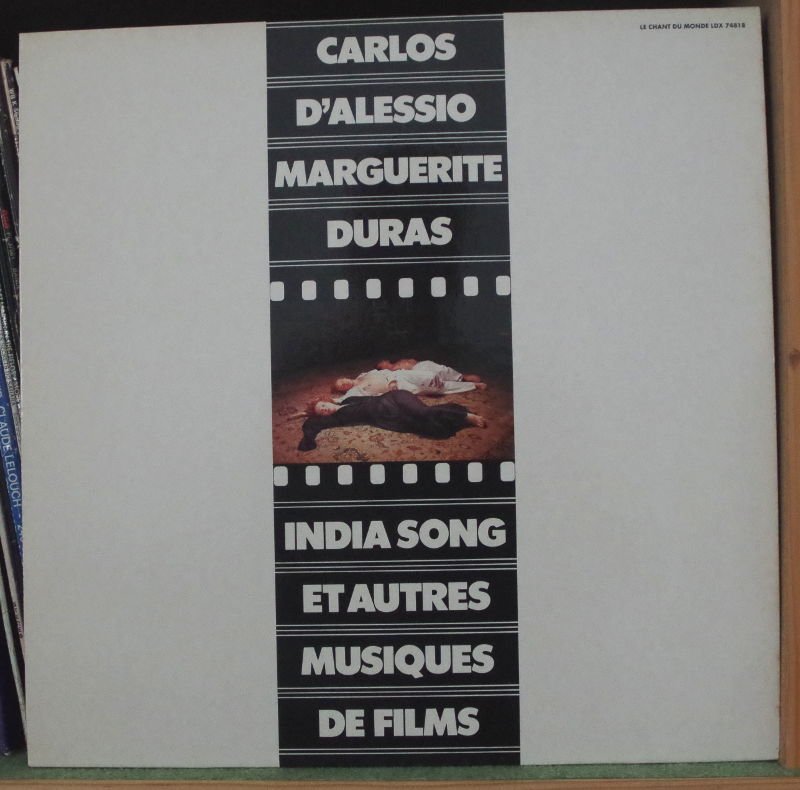 LE CHANT DU MONDE LDX 74818
CARLOS
D'ALESSIO
MARGUERITE
DURAS
INDIA SONG
ET AUTRES
MUSIQUES
DE FILMS
CLAUDE LELOUCH